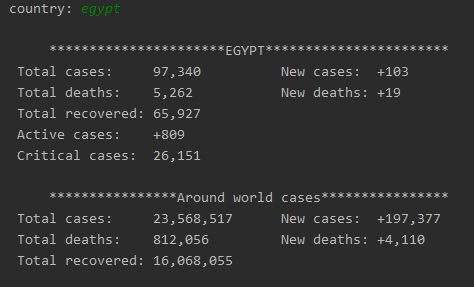 country: egypt
**********************EGYPT***********************
Total cases: 97,340 New cases: +103
Total deaths: 5,262 New deaths: +19
Total recovered: 65,927
Active cases: +809
Critical cases: 26,151
****************Around world cases****************
Total cases: 23,568,517 New cases: +197,377
Total deaths: 812,056 New deaths: +4,110
Total recovered: 16,068,055